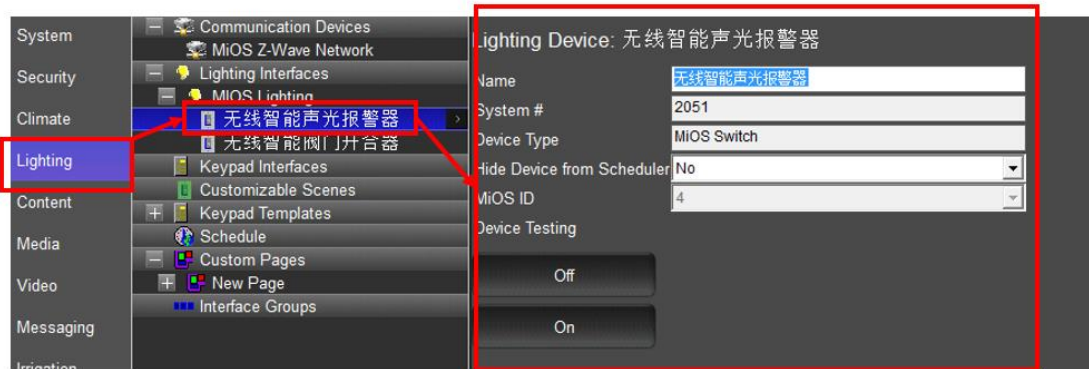 System
Security
Climate
Lighting
Content
Media
Video
Messaging
Irrigation
Communication Devices
MiOS Z-Wave Network
Lighting Interfaces
MIOS Lighting
无线智能声光报警器
无线智能阀门开合器
Keypad Interfaces
Customizable Scenes
Keypad Templates
Schedule
Custom Pages
New Page
Interface Groups
Lighting Device: 无线智能声光报警器
Name 无线智能声光报警器
System # 2051
Device Type MiOS Switch
Hide Device from Scheduler No
MiOS ID 4
Device Testing
Off
On